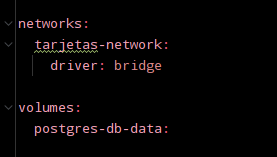 networks:
  tarjetas-network:
    driver: bridge

volumes:
  postgres-db-data: